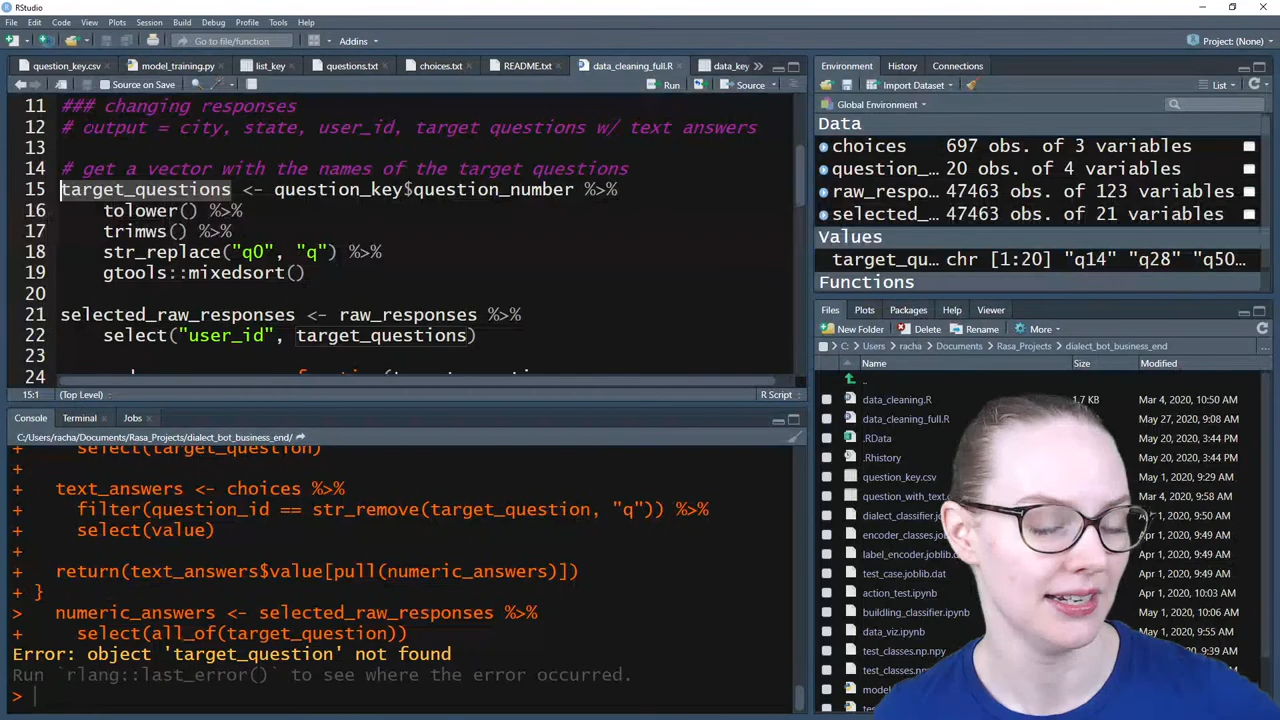 RStudio
File Edit Code View Plots Session Build Debug Profile Tools Help
Go to file/function Addins Project: (None)
question_key.csv model_training.py list_key questions.txt choices.txt README.txt data_cleaning_full.R data_key
Source on Save Run Source
11 ### changing responses
12 # cutput = city, state, user_id, target questions w/ text answers
13
14 # get a vector with the names of the target questions
15 target_questions <- question_key$question_number %>%
16 tolower() %>%
17 trimws() %>%
18 str_replace("q0", "q") %>%
19 gtools::mixedsort()
20
21 selected_raw_responses <- raw_responses %>%
22 select("user_id", target_questions)
23
24
15:1 (Top Level) R Script
Console Terminal Jobs
C:/Users/racha/Documents/Rasa_Projects/dialect_bot_business_end/
+ select(target_question)
+
+ text_answers <- choices %>%
+ filter(question_id == str_remove(target_question, "q")) %>%
+ select(value)
+
+ return(text_answers$value[pull(numeric_answers)])
+ }
> numeric_answers <- selected_raw_responses %>%
+ select(all_of(target_question))
Error: object 'target_question' not found
Run `rlang::last_error()` to see where the error occurred.
>
Environment History Connections
Import Dataset List
Global Environment
Data
choices 697 obs. of 3 variables
question_ 20 obs. of 4 variables
raw_respo… 47463 obs. of 123 variables
selected_… 47463 obs. of 21 variables
Values
target_qu… chr [1:20] "q14" "q28" "q50…
Functions
Files Plots Packages Help Viewer
New Folder Delete Rename More
C: Users racha Documents Rasa_Projects dialect_bot_business_end ...
Name Size Modified
..
data_cleaning.R 1.7 KB Mar 4, 2020, 10:50 AM
data_cleaning_full.R May 27, 2020, 9:08 AM
.RData May 20, 2020, 3:44 PM
.Rhistory May 20, 2020, 3:44 PM
question_key.csv May 1, 2020, 9:29 AM
question_with_text. Mar 4, 2020, 9:58 AM
dialect_classifier.jo Apr 1, 2020, 9:50 AM
encoder_classes.job Apr 1, 2020, 9:49 AM
label_encoder.joblib Apr 1, 2020, 9:49 AM
test_case.joblib.dat Apr 1, 2020, 9:49 AM
action_test.ipynb Apr 1, 2020, 10:03 AM
buildling_classifier.ipynb May 1, 2020, 10:06 AM
data_viz.ipynb May 1, 2020, 9:55 AM
test_classes.np.npy Apr 1, 2020, 9:49 AM
model Apr 1, 2020, 9:49 AM